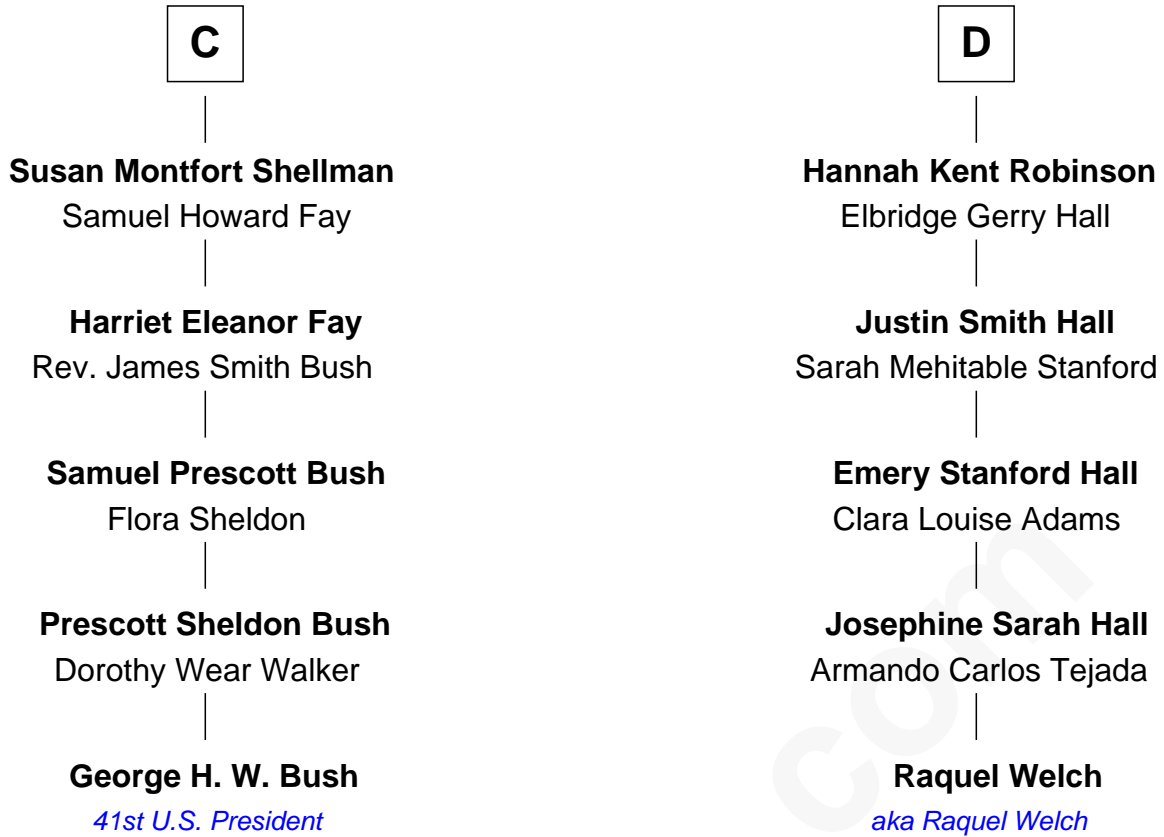 C
Susan Montfort Shellman
Samuel Howard Fay
Harriet Eleanor Fay
Rev. James Smith Bush
Samuel Prescott Bush
Flora Sheldon
Prescott Sheldon Bush
Dorothy Wear Walker
George H. W. Bush
41st U.S. President
D
Hannah Kent Robinson
Elbridge Gerry Hall
Justin Smith Hall
Sarah Mehitable Stanford
Emery Stanford Hall
Clara Louise Adams
Josephine Sarah Hall
Armando Carlos Tejada
Raquel Welch
aka Raquel Welch
com